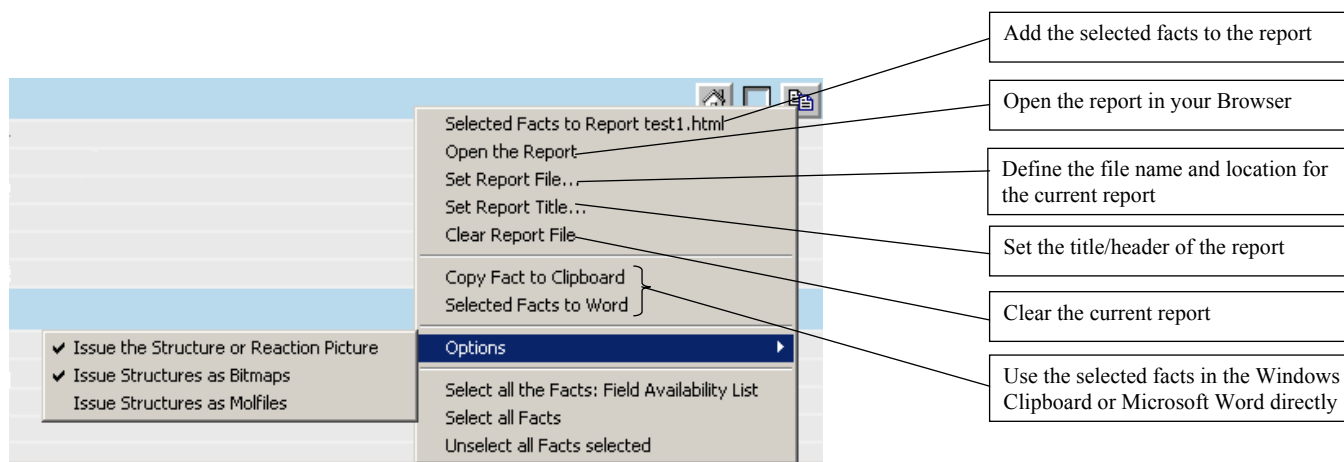 Add the selected facts to the report
Open the report in your Browser
Define the file name and location for
the current report
Set the title/header of the report
Clear the current report
Use the selected facts in the Windows
Clipboard or Microsoft Word directly
Selected Facts to Report test1.html
Open the Report
Set Report File...
Set Report Title...
Clear Report File
Copy Fact to Clipboard
Selected Facts to Word
Options
Select all the Facts: Field Availability List
Select all Facts
Unselect all Facts selected
Issue the Structure or Reaction Picture
Issue Structures as Bitmaps
Issue Structures as Molfiles